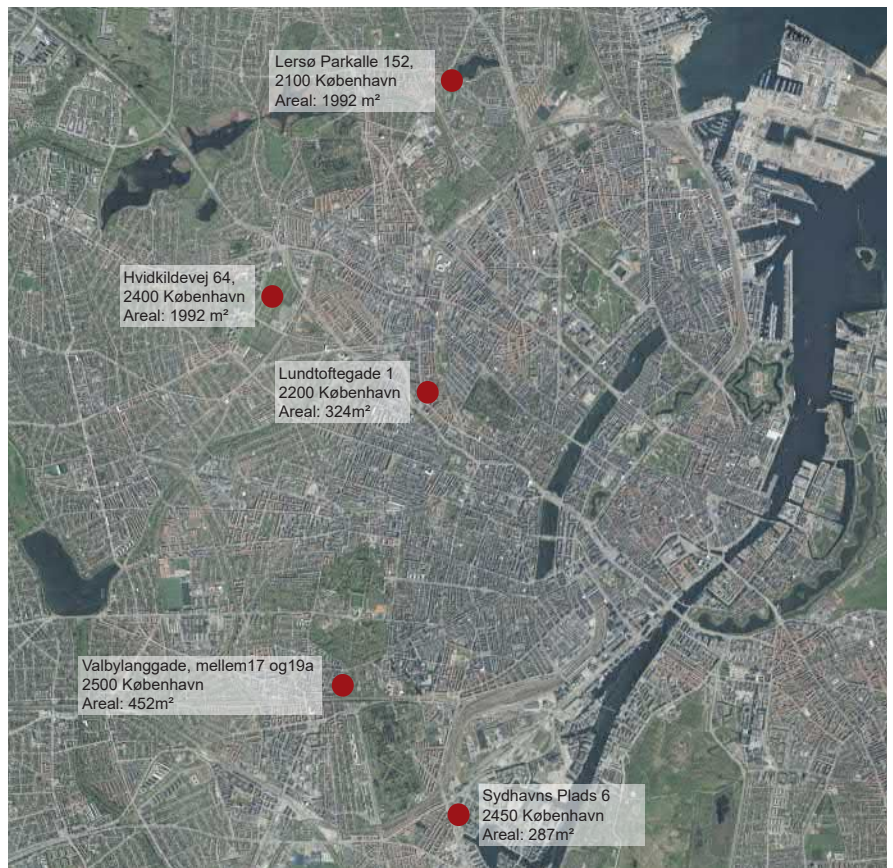 Lersø Parkalle 152,
2100 København
Areal: 1992 m²
Hvidkildevej 64,
2400 København
Areal: 1992 m²
Lundtoftegade 1
2200 København
Areal: 324m²
Valbylanggade, mellem17 og19a
2500 København
Areal: 452m²
Sydhavns Plads 6
2450 København
Areal: 287m²